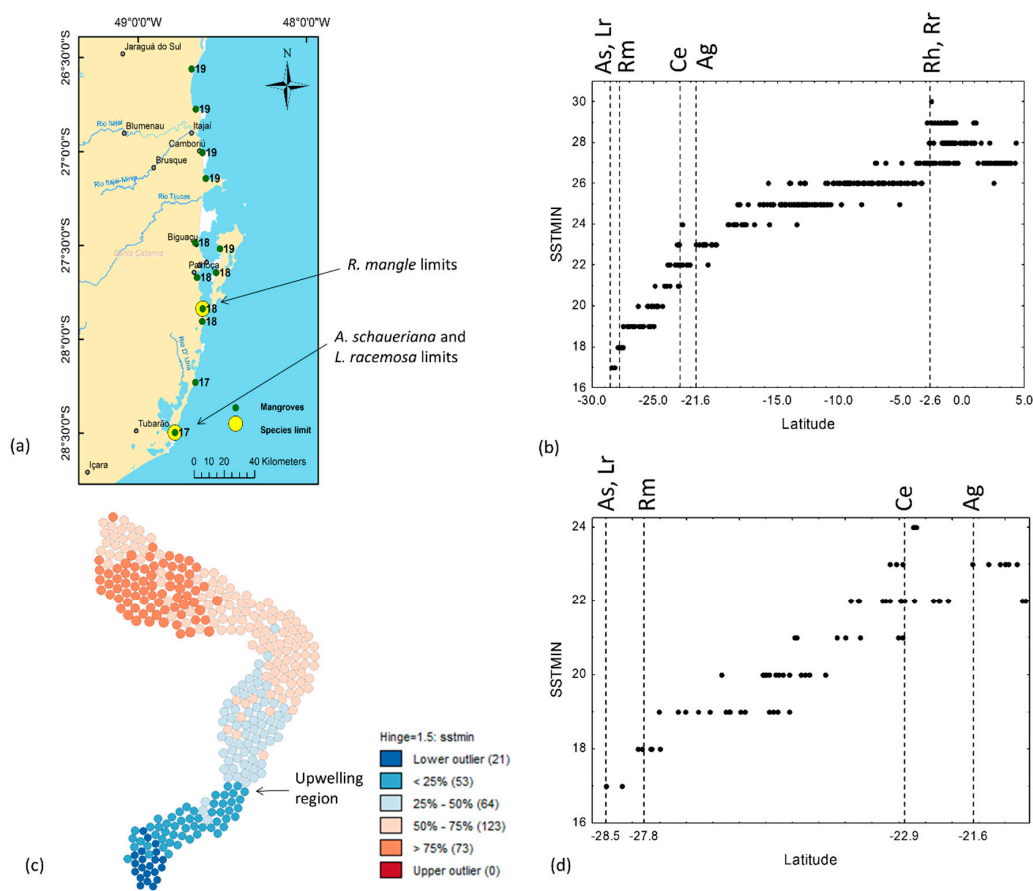 49°0'0"W
48°0'0"W
26°30'0"S
27°0'0"S
27°30'0"S
28°0'0"S
28°30'0"S
Jaraguá do Sul
N
19
19
Rio Itajaí
Blumenau
Itajaí
Camboriú
19
Brusque
19
Rio Itajaí-Mirim
Rio Tijucas
Biguaçu
18
19
Santa Catarina
Palhoça
18
18
18
18
Rio D' Una
17
Mangroves
Tubarão
17
Species limit
Içara
0 10 20 40 Kilometers
(a)
R. mangle limits
A. schaueriana and
L. racemosa limits
As, Lr
Rm
Ce
Ag
Rh, Rr
30
28
26
24
22
20
18
16
SSTMIN
-30.0
-25.0
-21.6
-15.0
-10.0
-5.0
-2.6
0.0
5.0
Latitude
(b)
Upwelling
region
Hinge=1.5: sstmin
Lower outlier (21)
< 25% (53)
25% - 50% (64)
50% - 75% (123)
> 75% (73)
Upper outlier (0)
(c)
As, Lr
Rm
Ce
Ag
24
22
20
18
16
SSTMIN
-28.5
-27.8
-22.9
-21.6
Latitude
(d)